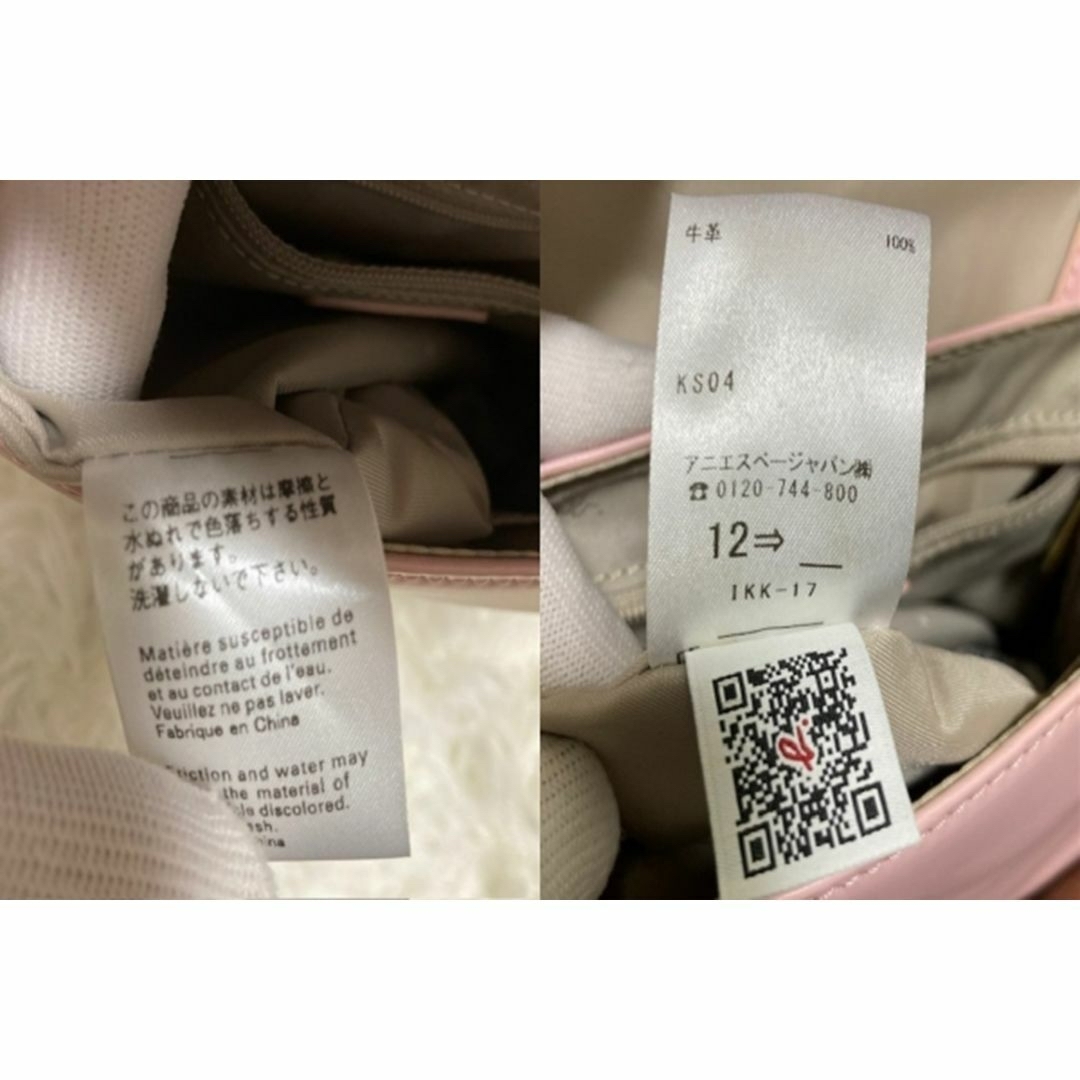 この商品の素材は摩擦と
水ぬれで色落ちする性質
があります。
洗濯しないで下さい。
Matière susceptible de
déteindre au frottement
et au contact de l'eau.
Veuillez ne pas laver.
Fabrique en China
Friction and water may
the material of
discolored.
牛革 100%
KS04
アニエスベージャパン㈱
☎ 0120-744-800
12⇒
IKK-17
b.